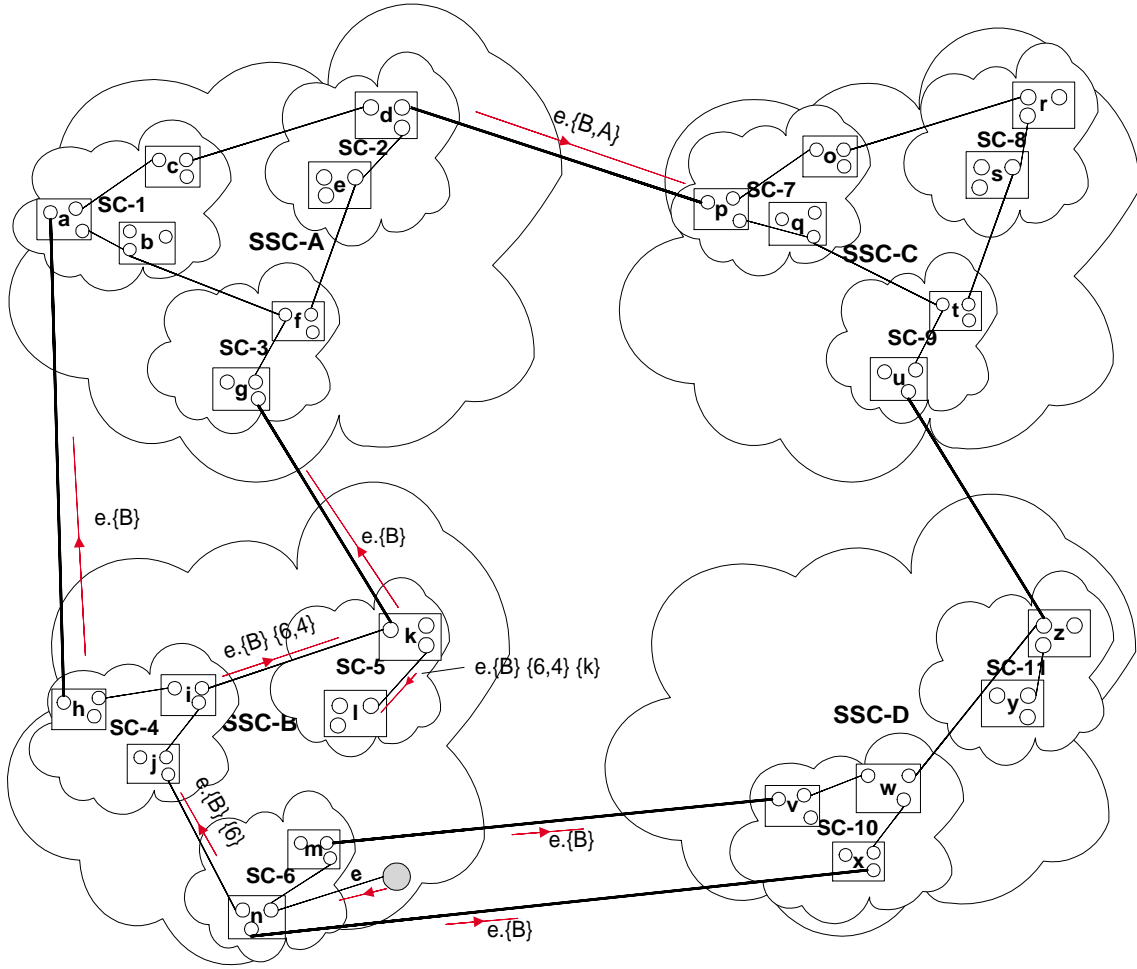 r
d
e.{B,A}
SC-8
o
SC-2
c
e
s
SC-7
SC-1
p
a
q
b
SSC-A
SSC-C
f
t
SC-3
SC-9
g
u
e.{B}
e.{B}
e.{B} {6,4}
k
z
SC-5
e.{B} {6,4} {k}
SC-11
i
h
l
y
SC-4
SSC-B
SSC-D
j
w
e.{B} {6}
v
SC-10
e.{B}
m
x
SC-6
e
n
e.{B}